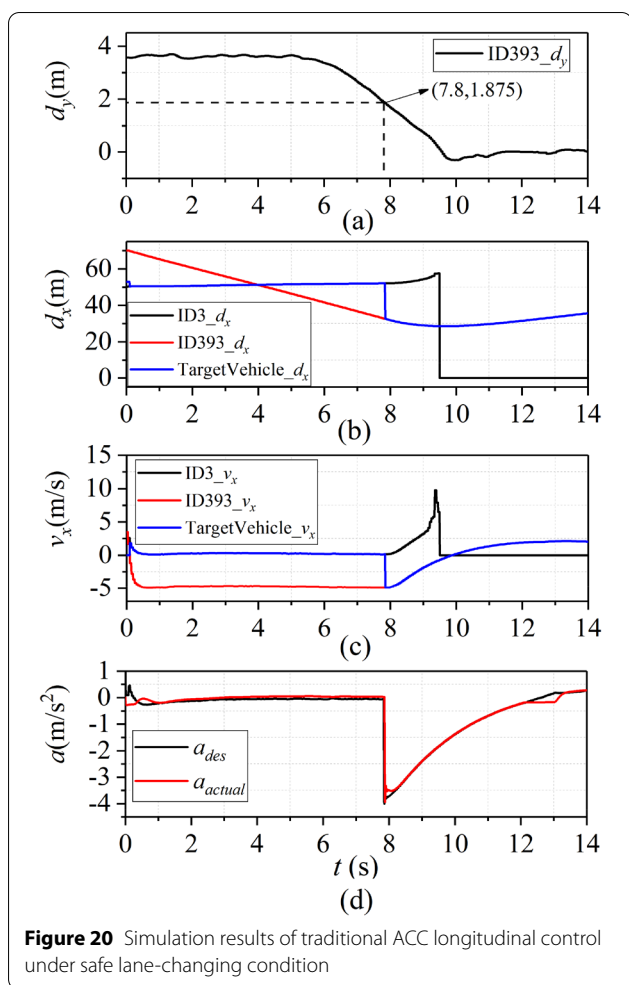 4
2
0
d_y(m)
ID393_d_y
(7.8,1.875)
0 2 4 6 8 10 12 14
(a)
60
30
0
d_x(m)
ID3_d_x
ID393_d_x
TargetVehicle_d_x
0 2 4 6 8 10 12 14
(b)
15
10
5
0
-5
v_x(m/s)
ID3_v_x
ID393_v_x
TargetVehicle_v_x
0 2 4 6 8 10 12 14
(c)
1
0
-1
-2
-3
-4
a(m/s²)
a_des
a_actual
0 2 4 6 8 10 12 14
t (s)
(d)
Figure 20 Simulation results of traditional ACC longitudinal control
under safe lane-changing condition